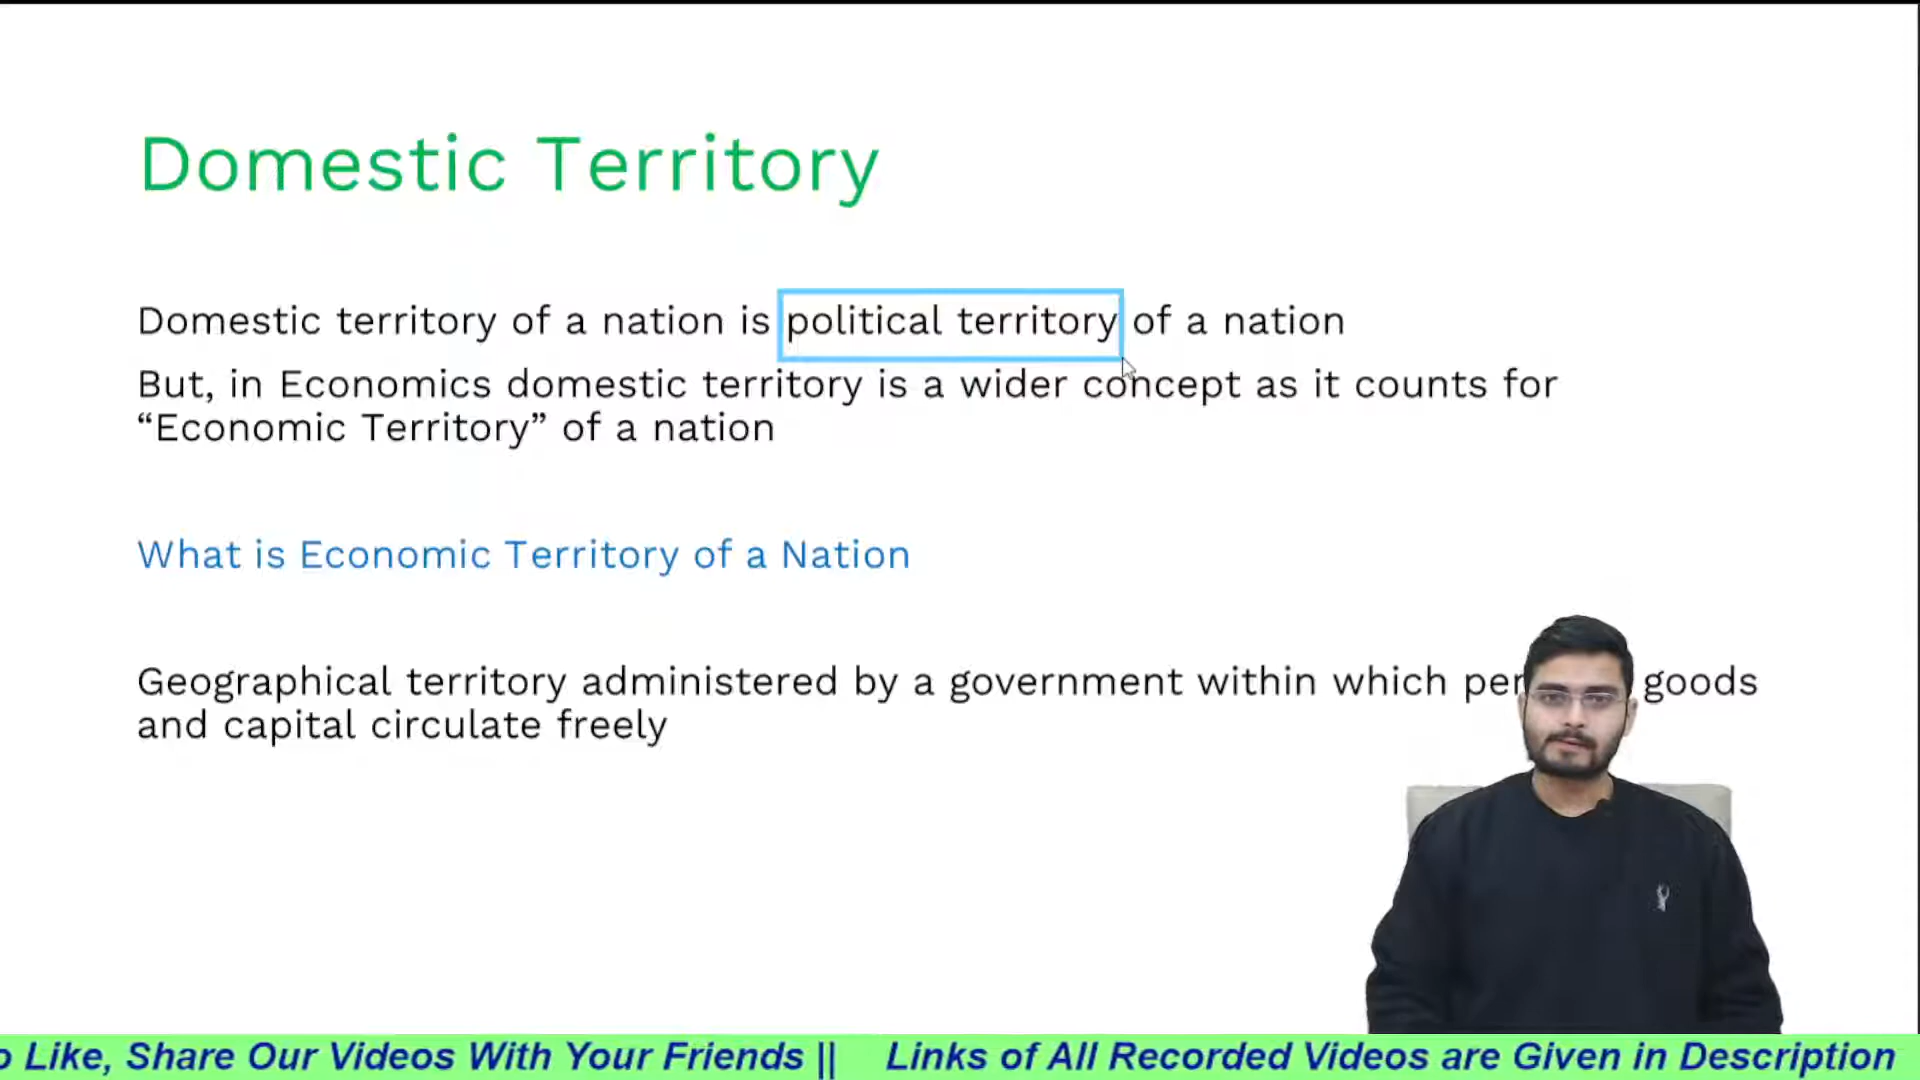 Domestic Territory
Domestic territory of a nation is political territory of a nation
But, in Economics domestic territory is a wider concept as it counts for
“Economic Territory” of a nation
What is Economic Territory of a Nation
Geographical territory administered by a government within which goods
and capital circulate freely
Like, Share Our Videos With Your Friends || Links of All Recorded Videos are Given in Description